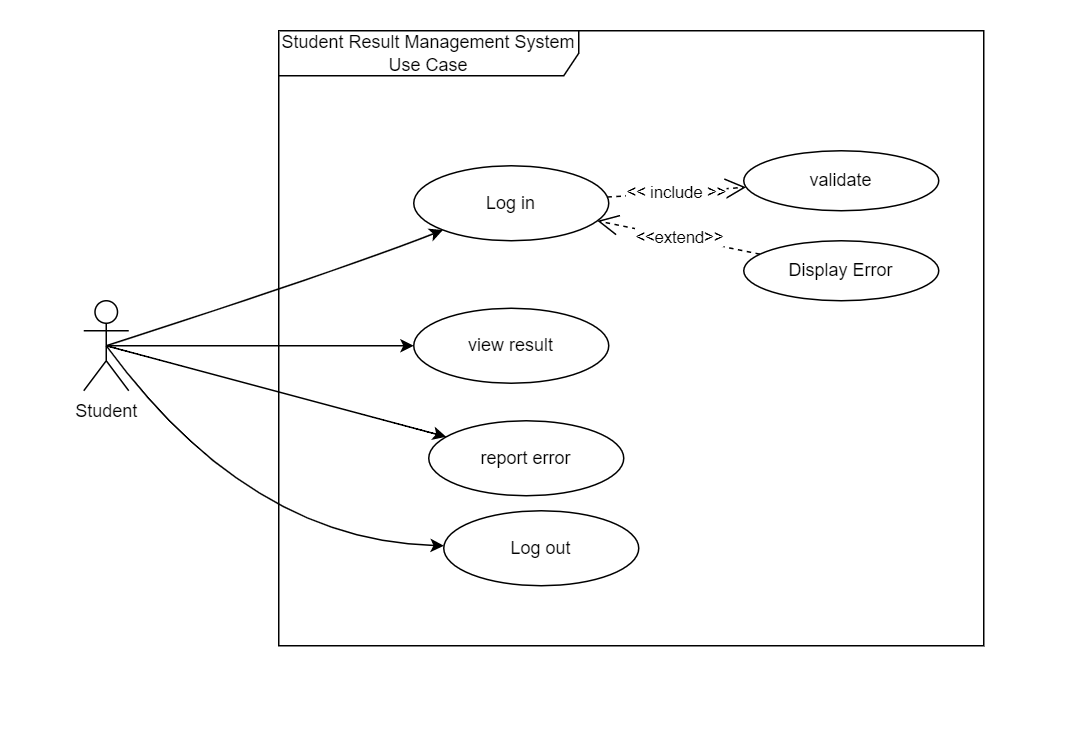 Student Result Management System
Use Case
Log in
<< include >>
validate
<<extend>>
Display Error
view result
Student
report error
Log out